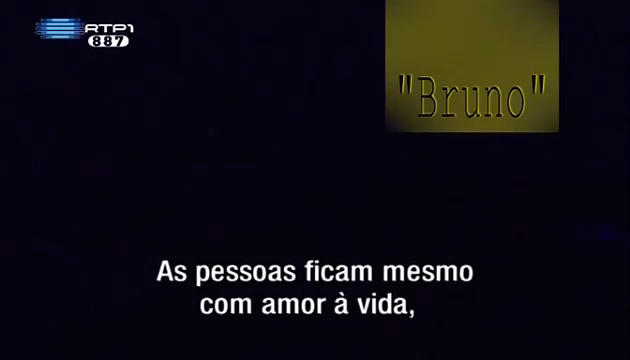 RTP1
887
"Bruno"
As pessoas ficam mesmo
com amor à vida,